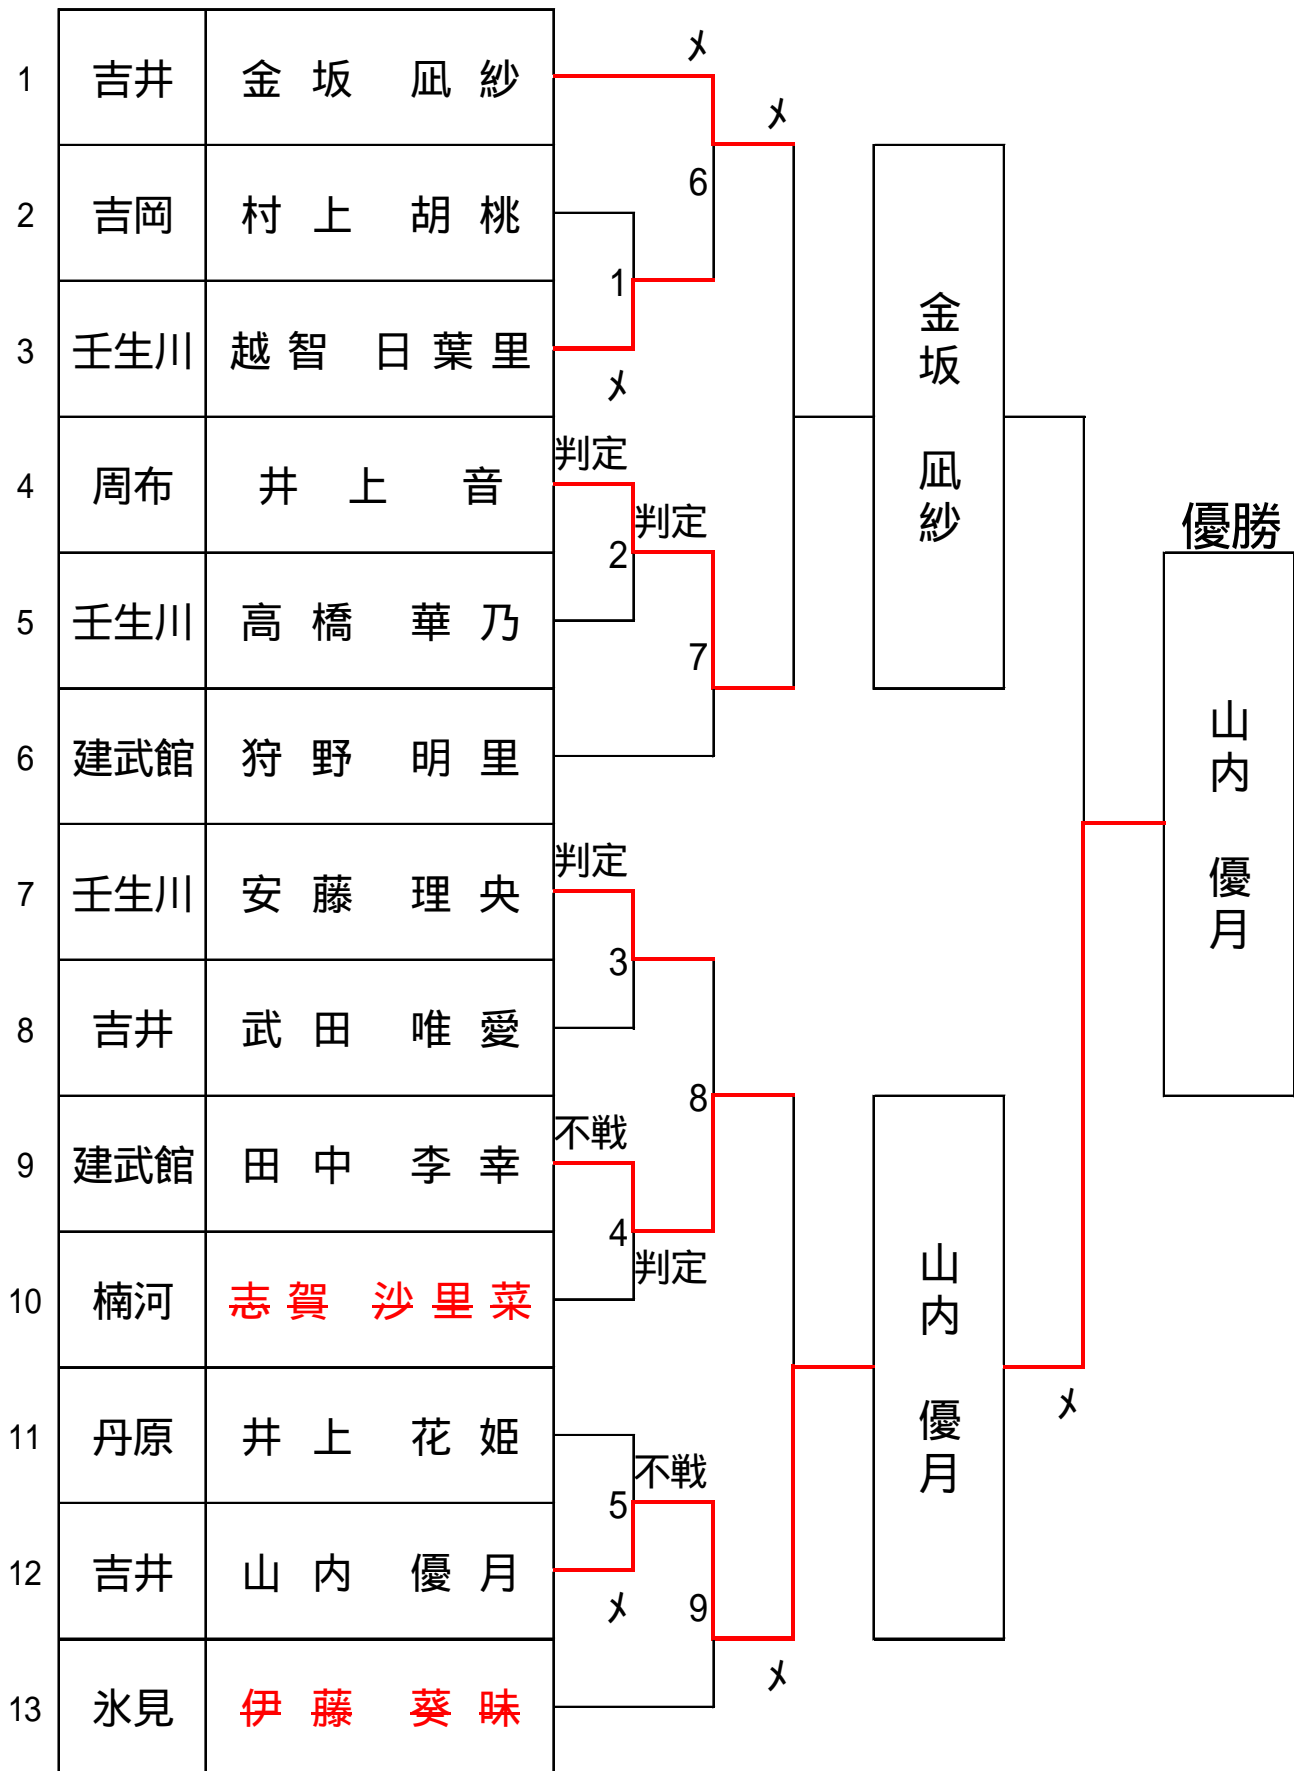 1 吉井 金坂 凪紗
2 吉岡 村上 胡桃
3 壬生川 越智 日葉里
4 周布 井上 音
5 壬生川 高橋 華乃
6 建武館 狩野 明里
7 壬生川 安藤 理央
8 吉井 武田 唯愛
9 建武館 田中 李幸
10 楠河 志賀 沙里菜
11 丹原 井上 花姫
12 吉井 山内 優月
13 氷見 伊藤 葵昧
1
メ
判定
2
判定
3
不戦
4
5
メ
メ
6
判定
7
8
判定
不戦
9
メ
メ
金坂 凪紗
山内 優月
メ
優勝
山内 優月